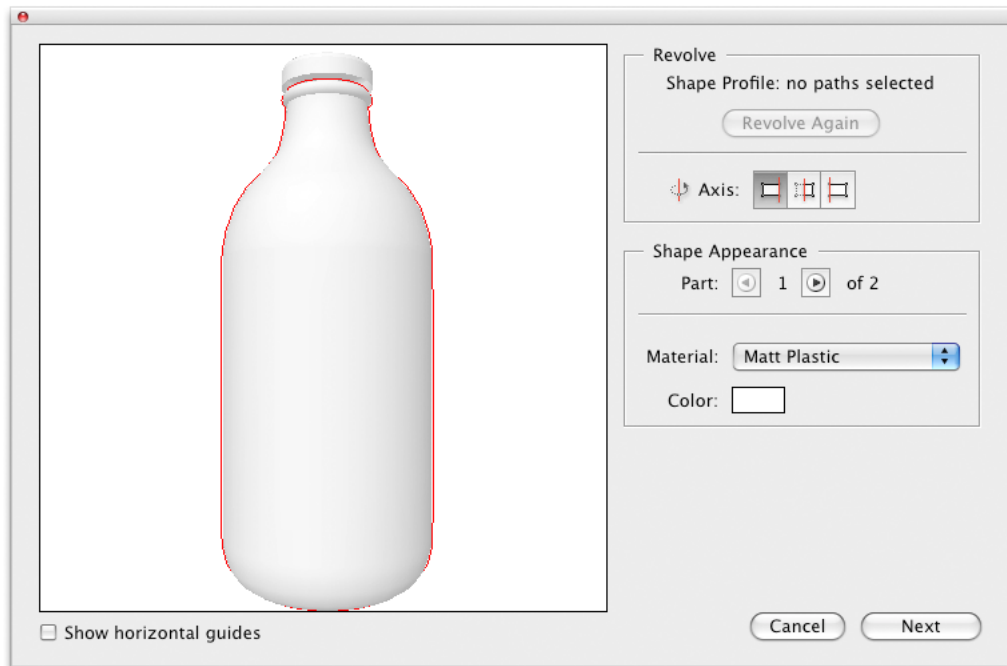 Revolve
Shape Profile: no paths selected
Revolve Again
Axis:
Shape Appearance
Part: 1 of 2
Material: Matt Plastic
Color:
Show horizontal guides
Cancel Next